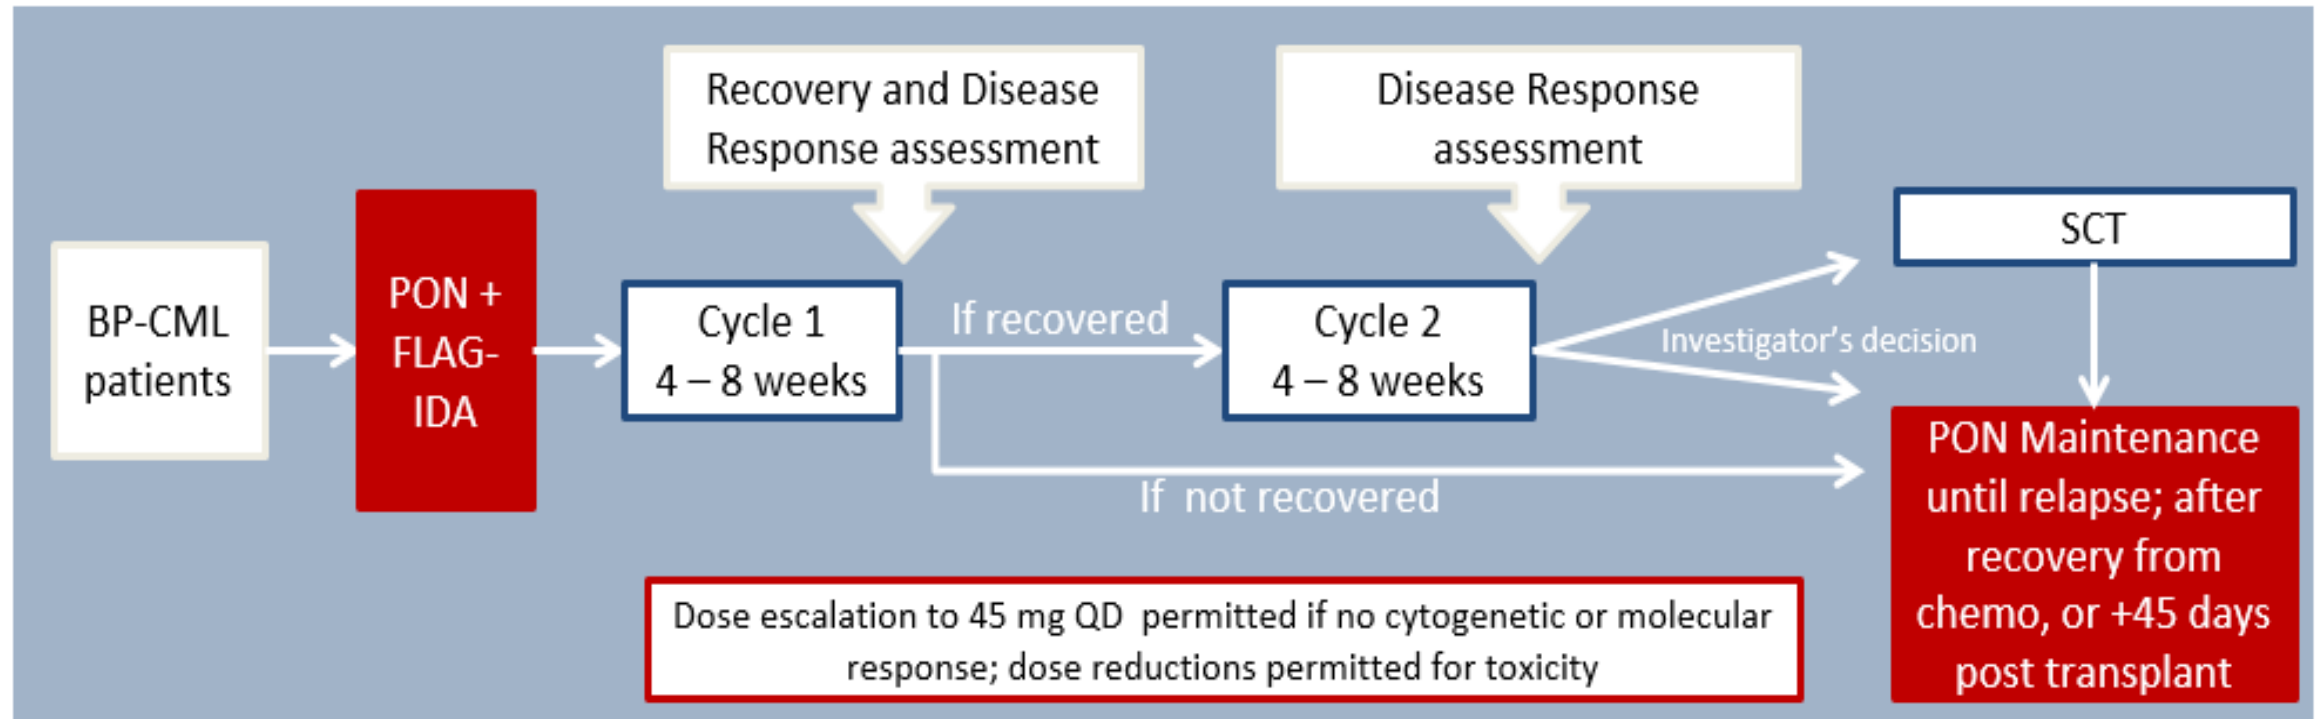 Recovery and Disease
Response assessment
Disease Response
assessment
BP-CML
patients
PON +
FLAG-
IDA
Cycle 1
4 – 8 weeks
If recovered
Cycle 2
4 – 8 weeks
Investigator’s decision
SCT
If not recovered
PON Maintenance
until relapse; after
recovery from
chemo, or +45 days
post transplant
Dose escalation to 45 mg QD permitted if no cytogenetic or molecular
response; dose reductions permitted for toxicity